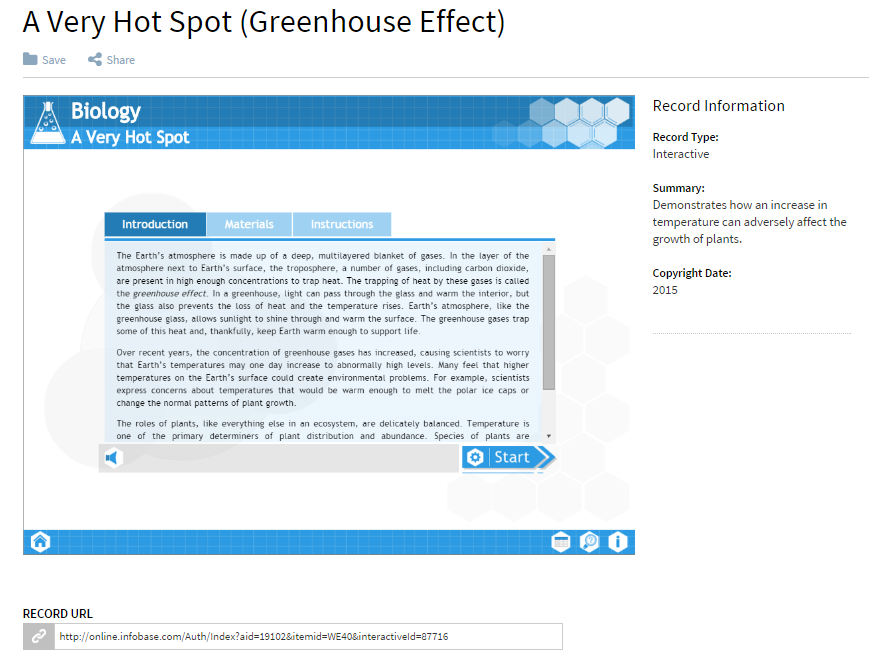 A Very Hot Spot (Greenhouse Effect)
Save Share
Biology
A Very Hot Spot
Introduction Materials Instructions
The Earth's atmosphere is made up of a deep, multilayered blanket of gases. In the layer of the
atmosphere next to Earth's surface, the troposphere, a number of gases, including carbon dioxide,
are present in high enough concentrations to trap heat. The trapping of heat by these gases is called
the greenhouse effect. In a greenhouse, light can pass through the glass and warm the interior, but
the glass also prevents the loss of heat and the temperature rises. Earth's atmosphere, like the
greenhouse glass, allows sunlight to shine through and warm the surface. The greenhouse gases trap
some of this heat and, thankfully, keep Earth warm enough to support life.
Over recent years, the concentration of greenhouse gases has increased, causing scientists to worry
that Earth's temperatures may one day increase to abnormally high levels. Many feel that higher
temperatures on the Earth's surface could create environmental problems. For example, scientists
express concerns about temperatures that would be warm enough to melt the polar ice caps or
change the normal patterns of plant growth.
The roles of plants, like everything else in an ecosystem, are delicately balanced. Temperature is
one of the primary determiners of plant distribution and abundance. Species of plants are
Start
Record Information
Record Type:
Interactive
Summary:
Demonstrates how an increase in
temperature can adversely affect the
growth of plants.
Copyright Date:
2015
RECORD URL
http://online.infobase.com/Auth/Index?aid=19102&itemid=WE40&interactiveId=87716